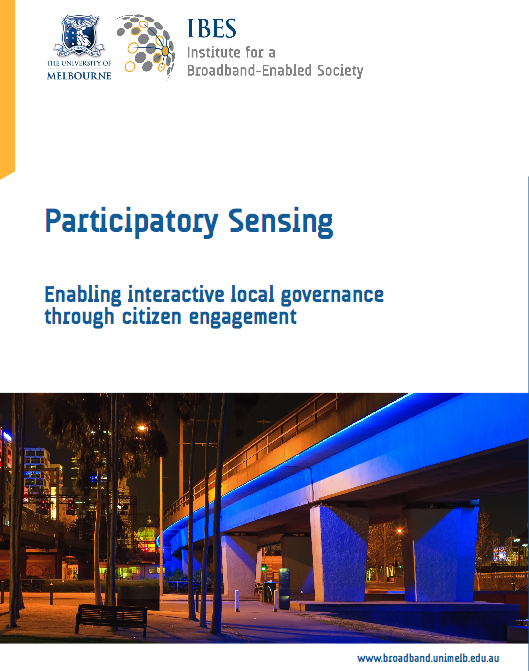 THE UNIVERSITY OF
MELBOURNE
IBES
Institute for a
Broadband-Enabled Society
Participatory Sensing
Enabling interactive local governance
through citizen engagement
www.broadband.unimelb.edu.au